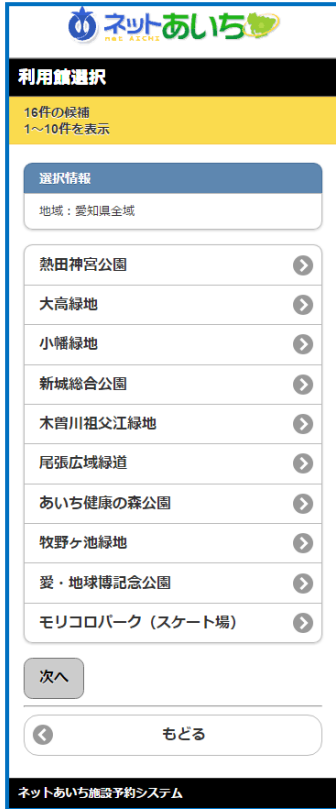 ネットあいち
net AICHI
利用館選択
16件の候補
1～10件を表示
選択情報
地域：愛知県全域
熱田神宮公園
大高緑地
小幡緑地
新城総合公園
木曽川祖父江緑地
尾張広域緑道
あいち健康の森公園
牧野ヶ池緑地
愛・地球博記念公園
モリコロパーク（スケート場）
次へ
もどる
ネットあいち施設予約システム